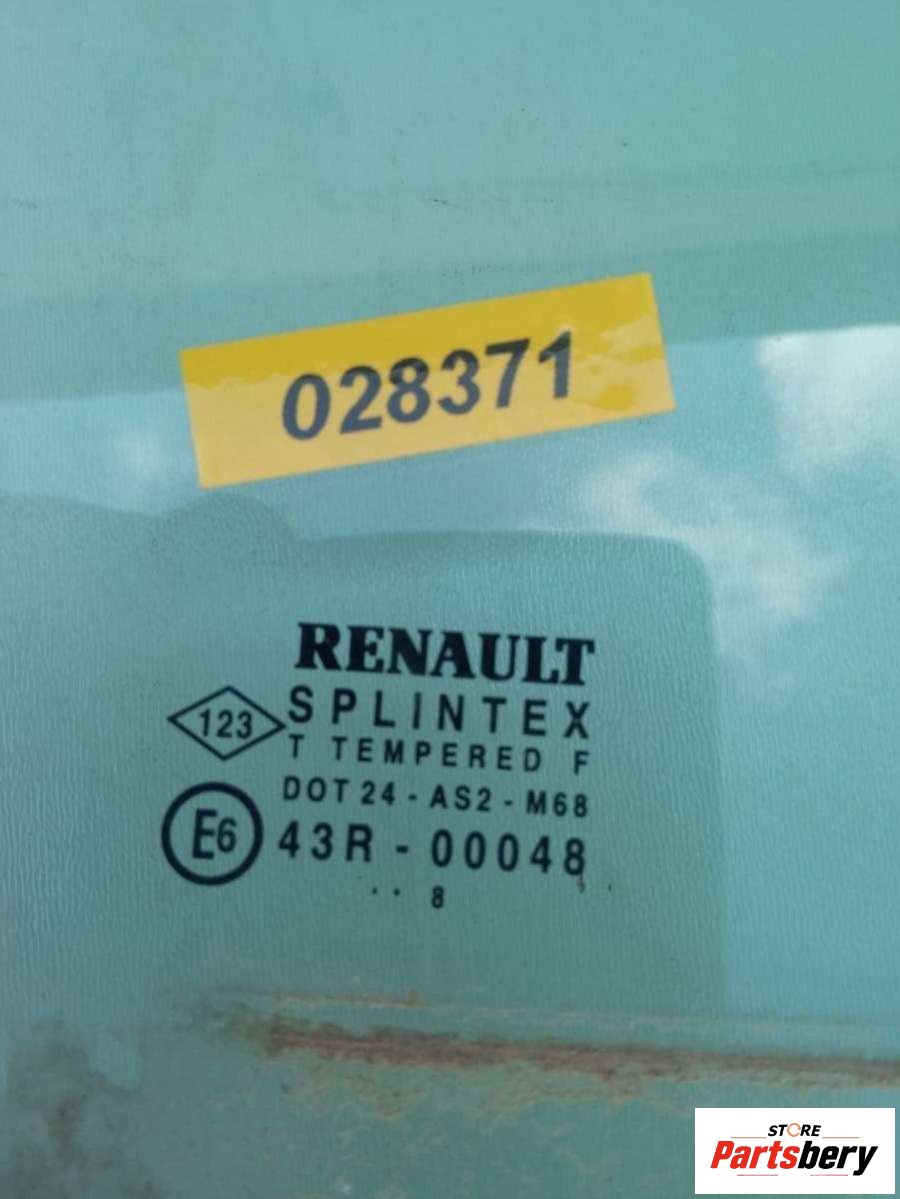 028371
RENAULT
123
SPLINTEX
T TEMPERED F
DOT 24 - AS2 - M68
E6
43R - 00048
. . 8
STORE
Partsbery